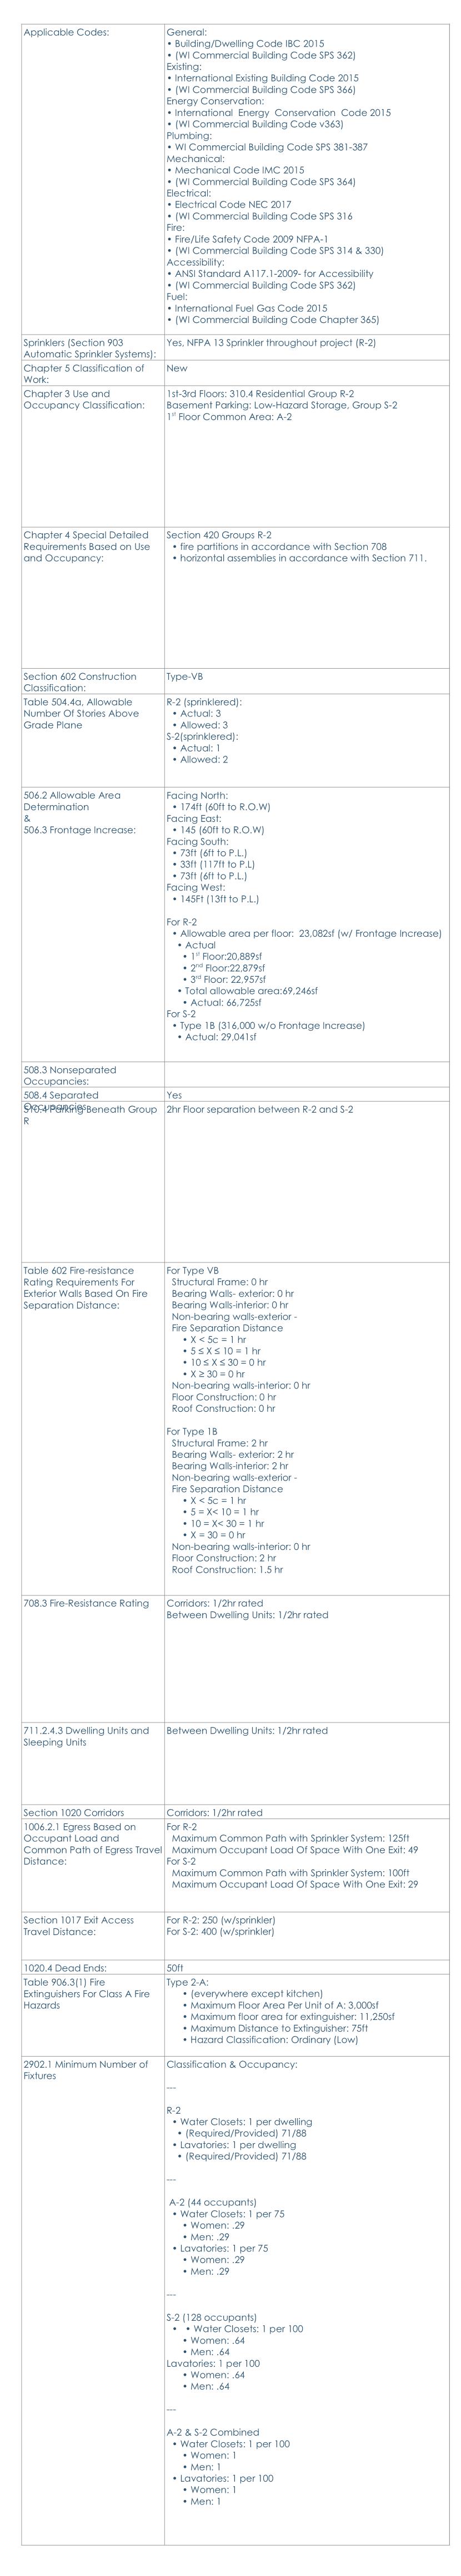 Applicable Codes:
General:
• Building/Dwelling Code IBC 2015
• (WI Commercial Building Code SPS 362)
Existing:
• International Existing Building Code 2015
• (WI Commercial Building Code SPS 366)
Energy Conservation:
• International Energy Conservation Code 2015
• (WI Commercial Building Code v363)
Plumbing:
• WI Commercial Building Code SPS 381-387
Mechanical:
• Mechanical Code IMC 2015
• (WI Commercial Building Code SPS 364)
Electrical:
• Electrical Code NEC 2017
• (WI Commercial Building Code SPS 316
Fire:
• Fire/Life Safety Code 2009 NFPA-1
• (WI Commercial Building Code SPS 314 & 330)
Accessibility:
• ANSI Standard A117.1-2009- for Accessibility
• (WI Commercial Building Code SPS 362)
Fuel:
• International Fuel Gas Code 2015
• (WI Commercial Building Code Chapter 365)
Sprinklers (Section 903
Automatic Sprinkler Systems):
Yes, NFPA 13 Sprinkler throughout project (R-2)
Chapter 5 Classification of
Work:
New
Chapter 3 Use and
Occupancy Classification:
1st-3rd Floors: 310.4 Residential Group R-2
Basement Parking: Low-Hazard Storage, Group S-2
1st Floor Common Area: A-2
Chapter 4 Special Detailed
Requirements Based on Use
and Occupancy:
Section 420 Groups R-2
• fire partitions in accordance with Section 708
• horizontal assemblies in accordance with Section 711.
Section 602 Construction
Classification:
Type-VB
Table 504.4a, Allowable
Number Of Stories Above
Grade Plane
R-2 (sprinklered):
• Actual: 3
• Allowed: 3
S-2(sprinklered):
• Actual: 1
• Allowed: 2
506.2 Allowable Area
Determination
&
506.3 Frontage Increase:
Facing North:
• 174ft (60ft to R.O.W)
Facing East:
• 145 (60ft to R.O.W)
Facing South:
• 73ft (6ft to P.L.)
• 33ft (117ft to P.L)
• 73ft (6ft to P.L.)
Facing West:
• 145Ft (13ft to P.L.)
For R-2
• Allowable area per floor: 23,082sf (w/ Frontage Increase)
• Actual
• 1st Floor:20,889sf
• 2nd Floor:22,879sf
• 3rd Floor: 22,957sf
• Total allowable area:69,246sf
• Actual: 66,725sf
For S-2
• Type 1B (316,000 w/o Frontage Increase)
• Actual: 29,041sf
508.3 Nonseparated
Occupancies:
508.4 Separated
Occupancies:
Yes
510.4 Parking Beneath Group
R
2hr Floor separation between R-2 and S-2
Table 602 Fire-resistance
Rating Requirements For
Exterior Walls Based On Fire
Separation Distance:
For Type VB
Structural Frame: 0 hr
Bearing Walls- exterior: 0 hr
Bearing Walls-interior: 0 hr
Non-bearing walls-exterior -
Fire Separation Distance
• X < 5c = 1 hr
• 5 ≤ X ≤ 10 = 1 hr
• 10 ≤ X ≤ 30 = 0 hr
• X ≥ 30 = 0 hr
Non-bearing walls-interior: 0 hr
Floor Construction: 0 hr
Roof Construction: 0 hr
For Type 1B
Structural Frame: 2 hr
Bearing Walls- exterior: 2 hr
Bearing Walls-interior: 2 hr
Non-bearing walls-exterior -
Fire Separation Distance
• X < 5c = 1 hr
• 5 = X< 10 = 1 hr
• 10 = X< 30 = 1 hr
• X = 30 = 0 hr
Non-bearing walls-interior: 0 hr
Floor Construction: 2 hr
Roof Construction: 1.5 hr
708.3 Fire-Resistance Rating
Corridors: 1/2hr rated
Between Dwelling Units: 1/2hr rated
711.2.4.3 Dwelling Units and
Sleeping Units
Between Dwelling Units: 1/2hr rated
Section 1020 Corridors
Corridors: 1/2hr rated
1006.2.1 Egress Based on
Occupant Load and
Common Path of Egress Travel
Distance:
For R-2
Maximum Common Path with Sprinkler System: 125ft
Maximum Occupant Load Of Space With One Exit: 49
For S-2
Maximum Common Path with Sprinkler System: 100ft
Maximum Occupant Load Of Space With One Exit: 29
Section 1017 Exit Access
Travel Distance:
For R-2: 250 (w/sprinkler)
For S-2: 400 (w/sprinkler)
1020.4 Dead Ends:
50ft
Table 906.3(1) Fire
Extinguishers For Class A Fire
Hazards
Type 2-A:
• (everywhere except kitchen)
• Maximum Floor Area Per Unit of A: 3,000sf
• Maximum floor area for extinguisher: 11,250sf
• Maximum Distance to Extinguisher: 75ft
• Hazard Classification: Ordinary (Low)
2902.1 Minimum Number of
Fixtures
Classification & Occupancy:
---
R-2
• Water Closets: 1 per dwelling
• (Required/Provided) 71/88
• Lavatories: 1 per dwelling
• (Required/Provided) 71/88
---
A-2 (44 occupants)
• Water Closets: 1 per 75
• Women: .29
• Men: .29
• Lavatories: 1 per 75
• Women: .29
• Men: .29
---
S-2 (128 occupants)
• • Water Closets: 1 per 100
• Women: .64
• Men: .64
Lavatories: 1 per 100
• Women: .64
• Men: .64
---
A-2 & S-2 Combined
• Water Closets: 1 per 100
• Women: 1
• Men: 1
• Lavatories: 1 per 100
• Women: 1
• Men: 1